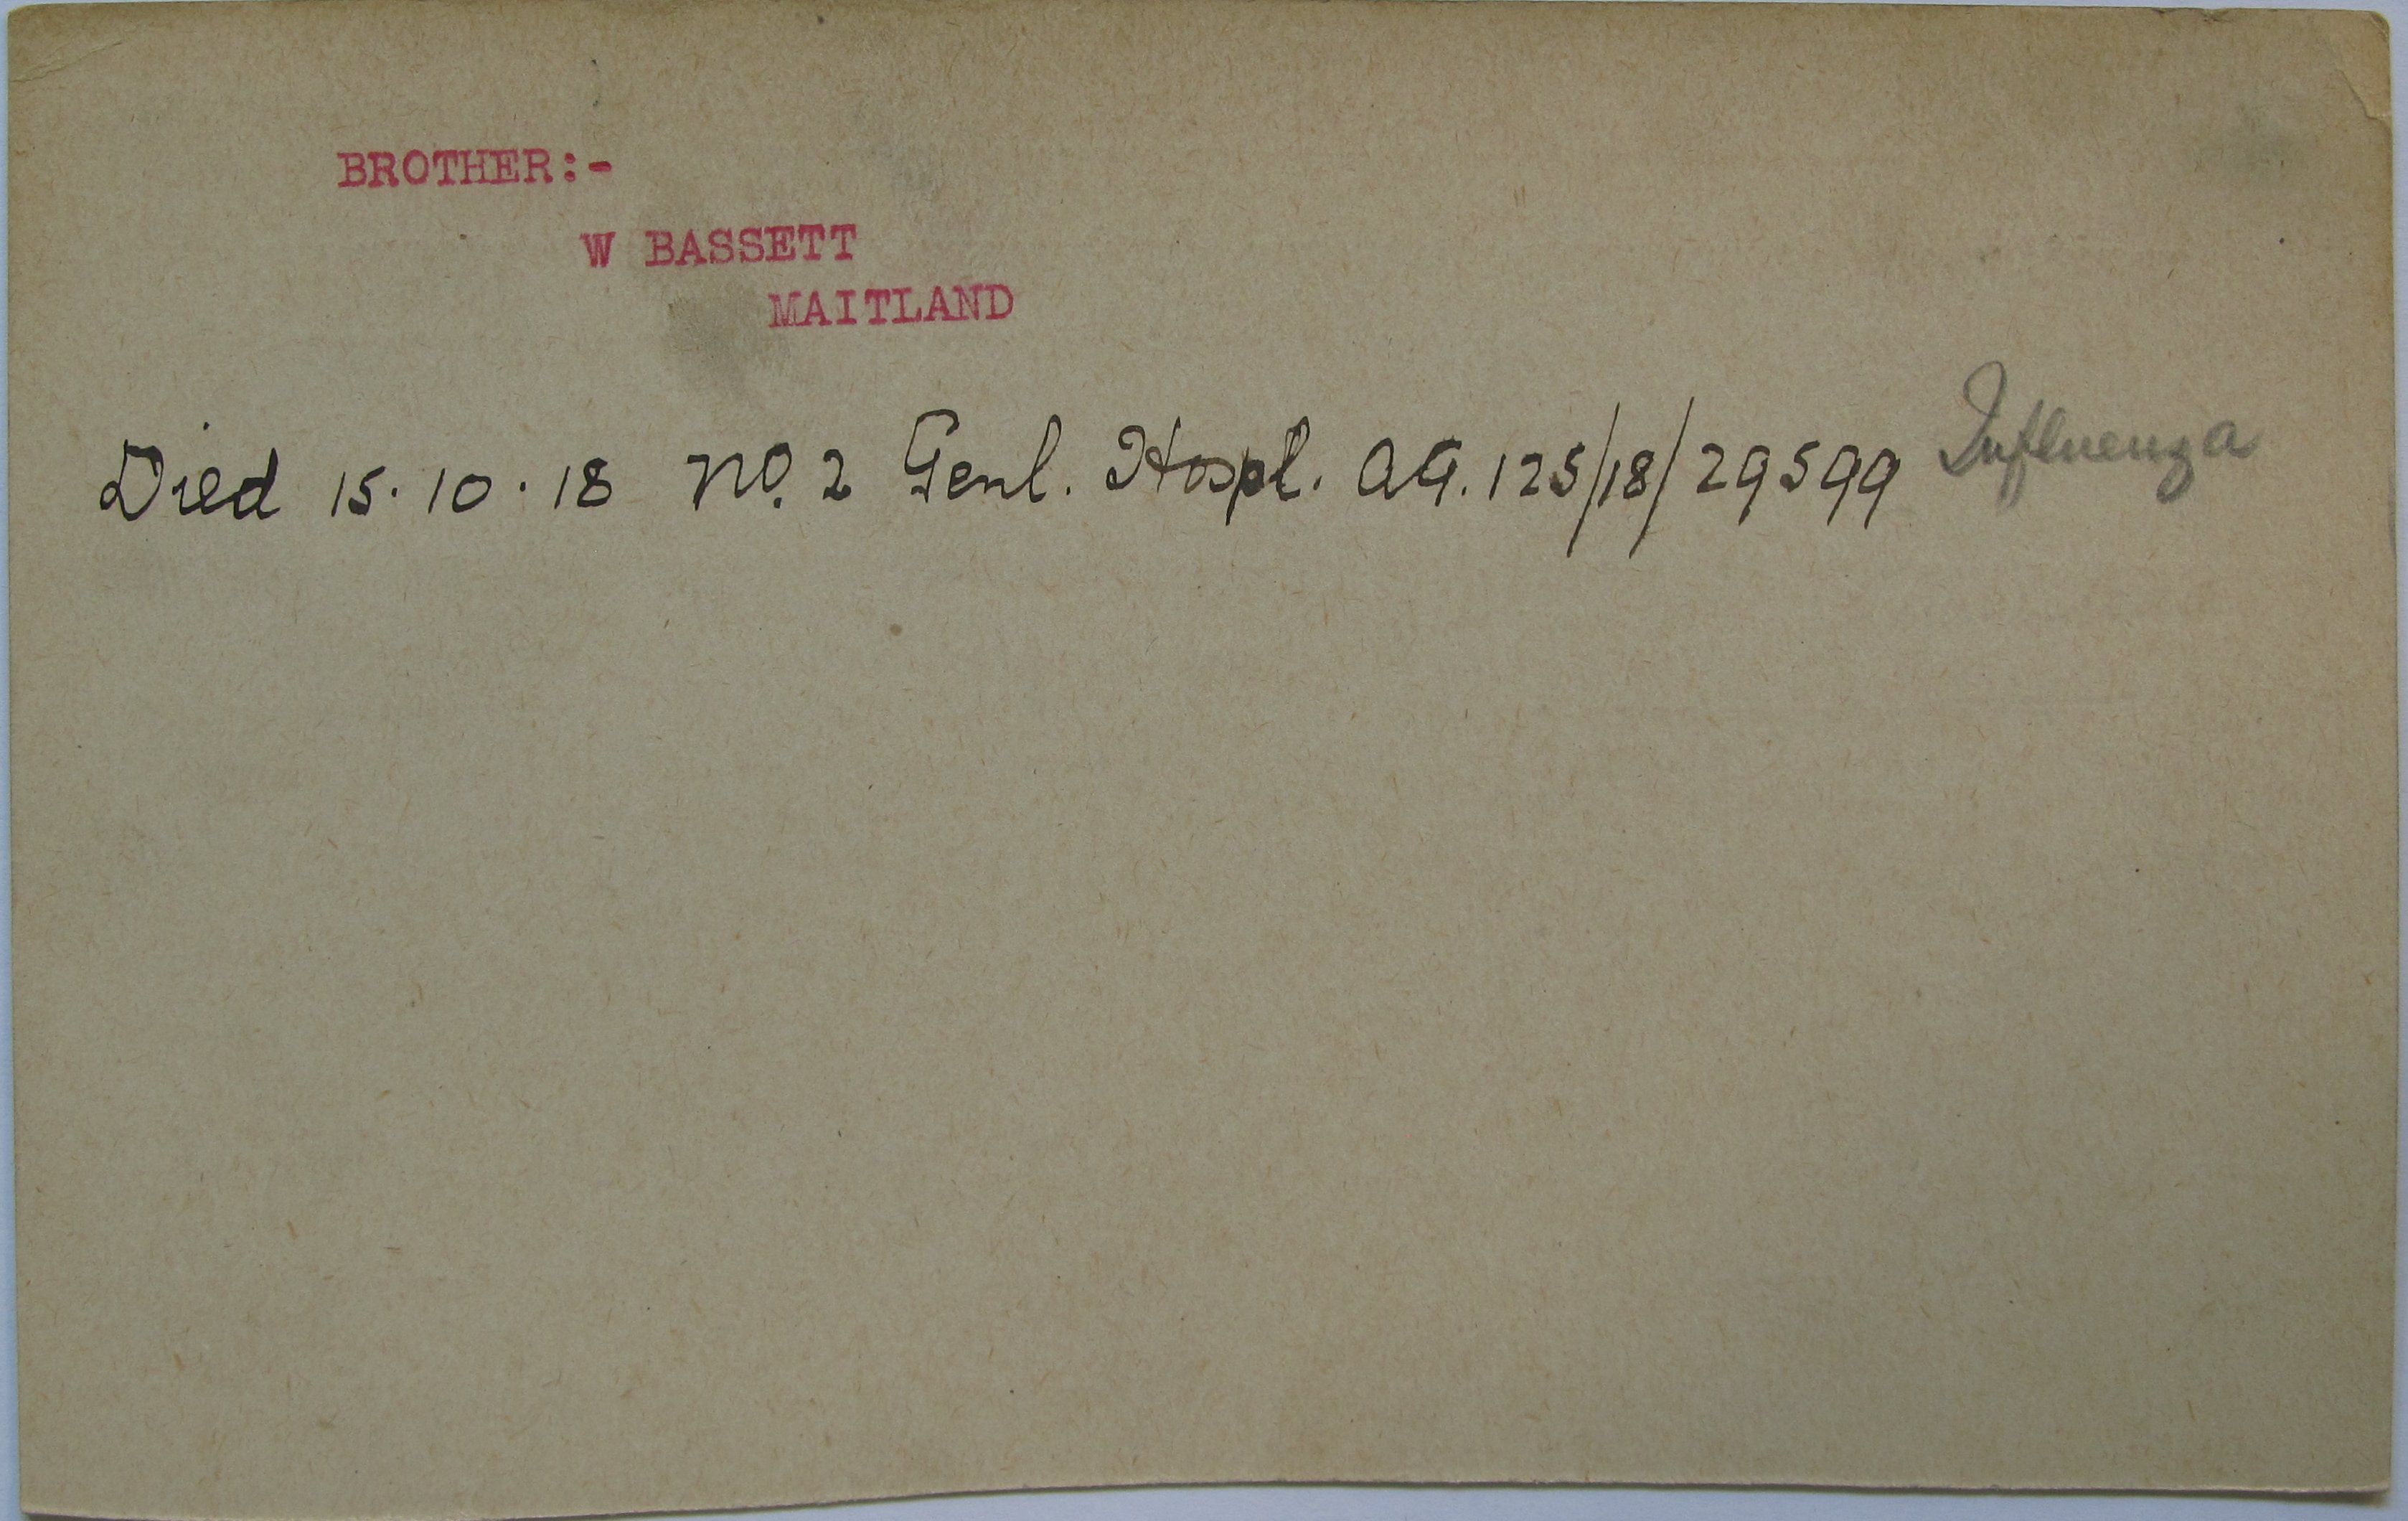 BROTHER:-
W BASSETT
MAITLAND
Died 15.10.18 No. 2 Genl. Hospl. AG. 125/18/29599 Influenza